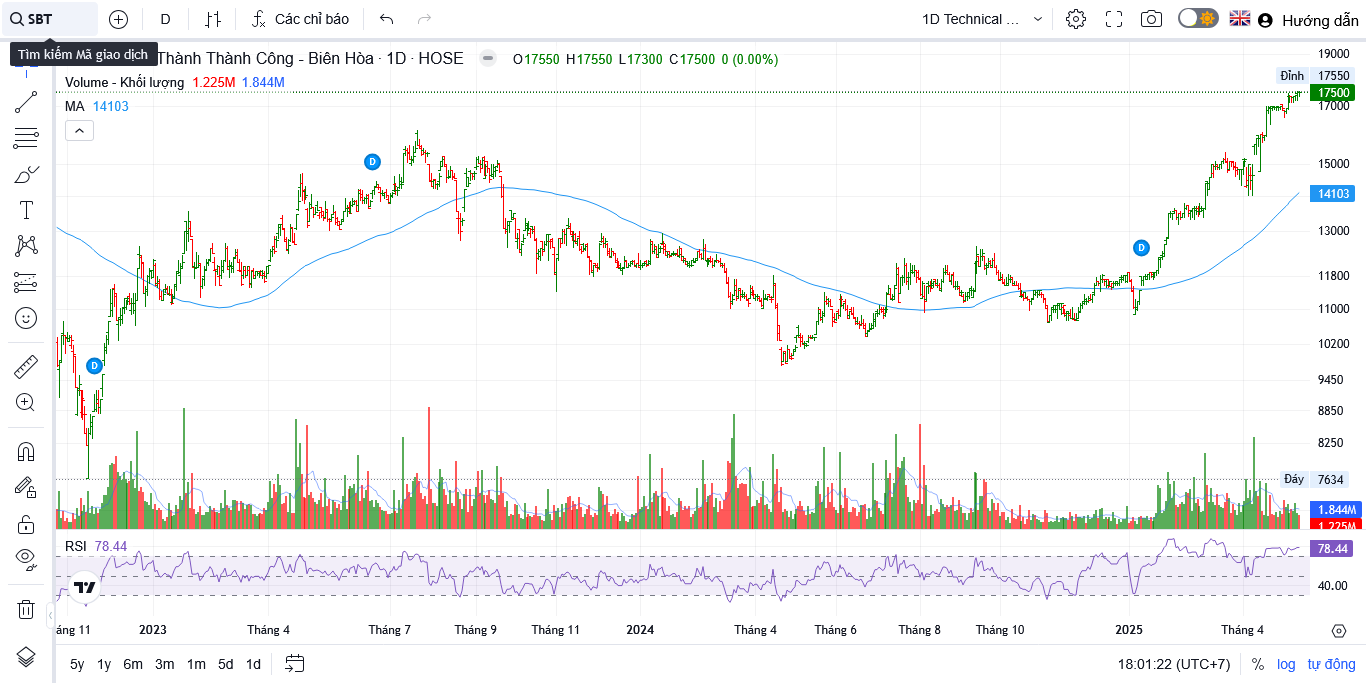 SBT D Các chỉ báo 1D Technical ... Hướng dẫn
Tìm kiếm Mã giao dịch
Thành Thành Công - Biên Hòa · 1D · HOSE O17550 H17550 L17300 C17500 0 (0.00%)
Volume - Khối lượng 1.225M 1.844M
MA 14103
19000
Đỉnh 17550
17500
17000
15000
14103
13000
11800
11000
10200
9450
8850
8250
Đáy 7634
1.844M
1.225M
D
D
D
RSI 78.44
78.44
40.00
áng 11 2023 Tháng 4 Tháng 7 Tháng 9 Tháng 11 2024 Tháng 4 Tháng 6 Tháng 8 Tháng 10 2025 Tháng 4
5y 1y 6m 3m 1m 5d 1d 18:01:22 (UTC+7) % log tự động